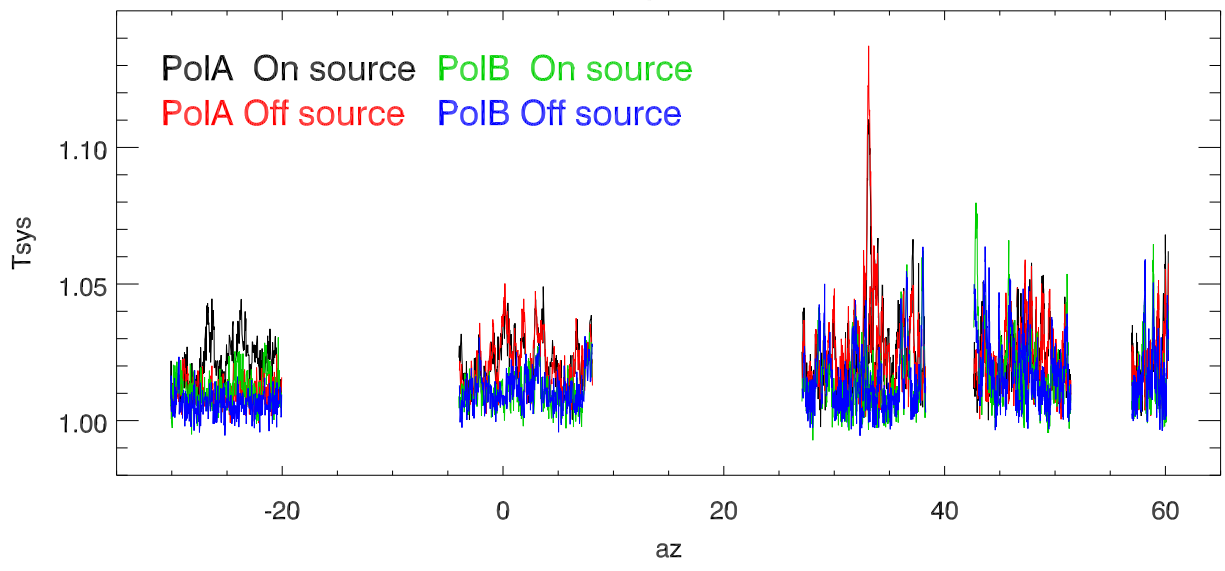 PolA On source PolB On source
PolA Off source PolB Off source
1.10
1.05
1.00
Tsys
-20 0 20 40 60
az